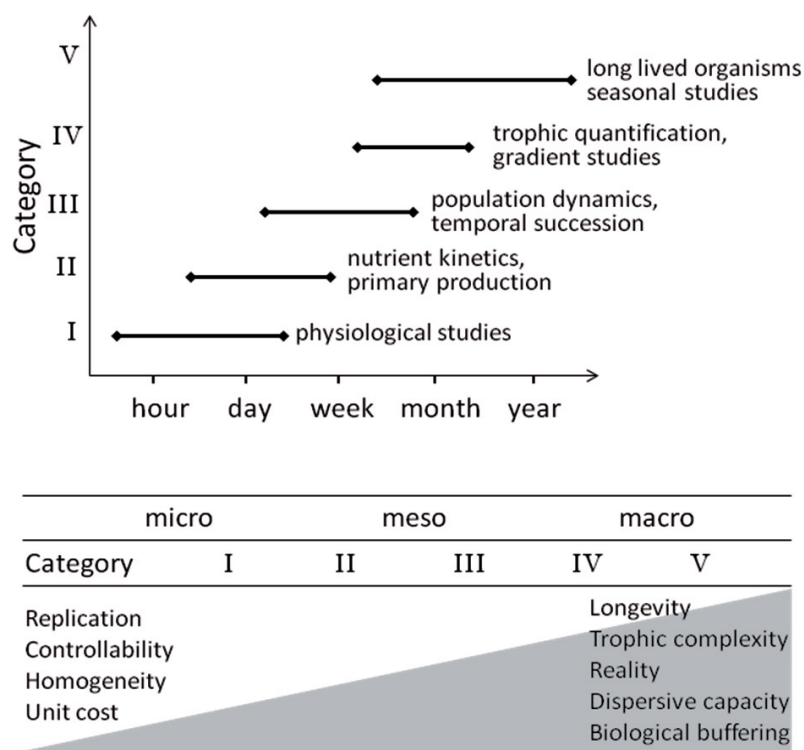 Category
V
long lived organisms
seasonal studies
IV
trophic quantification,
gradient studies
III
population dynamics,
temporal succession
II
nutrient kinetics,
primary production
I
physiological studies
hour day week month year
micro meso macro
Category I II III IV V
Replication
Controllability
Homogeneity
Unit cost
Longevity
Trophic complexity
Reality
Dispersive capacity
Biological buffering